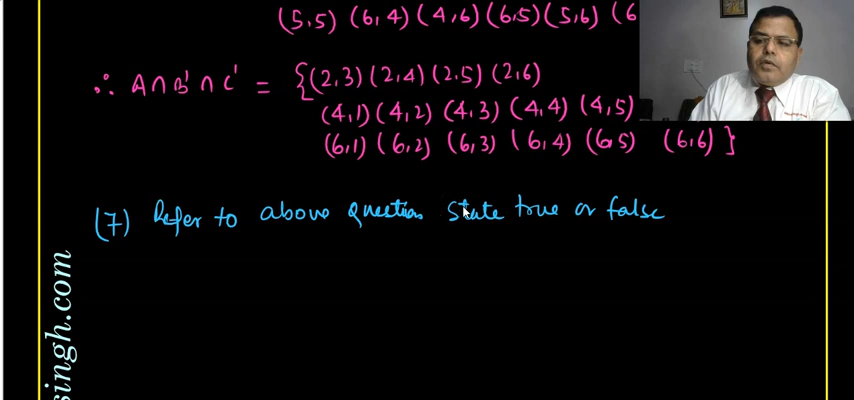 (5,5) (6,4) (4,6) (6,5) (5,6) (6
∴ A∩B'∩C' = {(2,3) (2,4) (2,5) (2,6)
(4,1) (4,2) (4,3) (4,4) (4,5)
(6,1) (6,2) (6,3) (6,4) (6,5) (6,6) }
(7) Refer to above question state true or false
singh.com